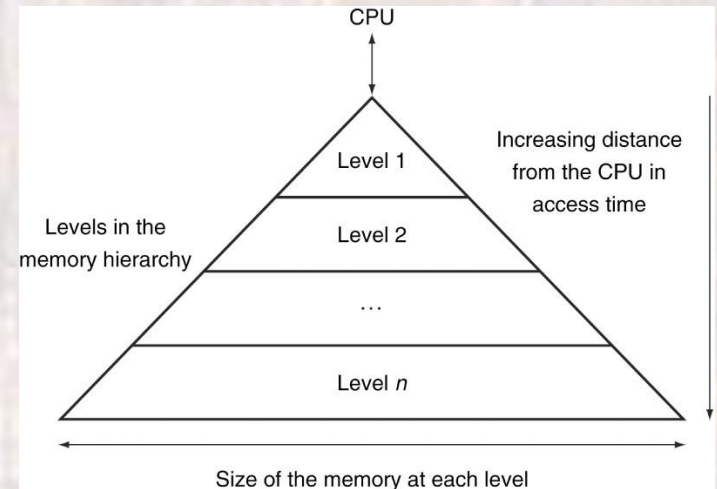 CPU
Level 1
Increasing distance
from the CPU in
access time
Levels in the
memory hierarchy
Level 2
...
Level n
Size of the memory at each level